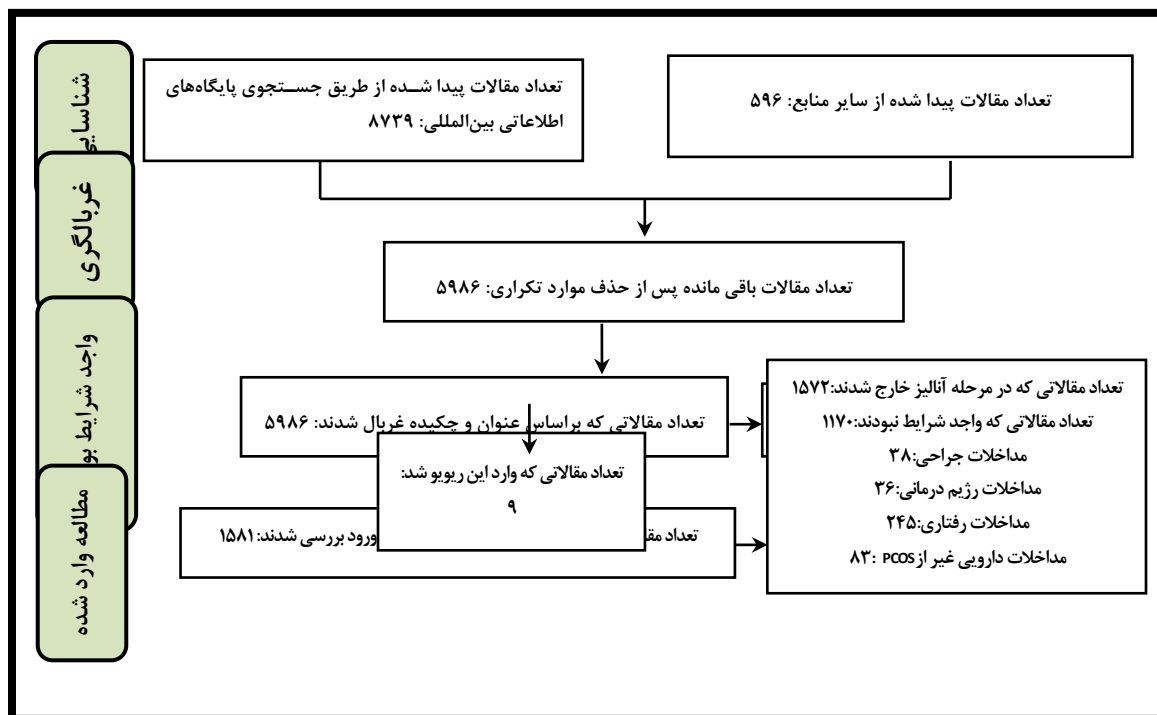 شناسایی
غربالگری
واجد شرایط
مطالعه وارد شده
تعداد مقالات پیدا شده از طریق جستجوی پایگاه‌های
اطلاعاتی بین‌المللی: ۸۷۳۹
تعداد مقالات پیدا شده از سایر منابع: ۵۹۶
تعداد مقالات باقی مانده پس از حذف موارد تکراری: ۵۹۸۶
تعداد مقالاتی که براساس عنوان و چکیده غربال شدند: ۵۹۸۶
تعداد مقالاتی که در مرحله آنالیز خارج شدند:۱۵۷۲
تعداد مقالاتی که واجد شرایط نبودند:۱۱۷۰
مداخلات جراحی:۳۸
مداخلات رژیم درمانی:۳۶
مداخلات رفتاری:۲۴۵
مداخلات دارویی غیر از PCOS: ۸۳
تعداد مقالاتی که وارد این ریویو شد:
۹
تعداد
ورود بررسی شدند: ۱۵۸۱